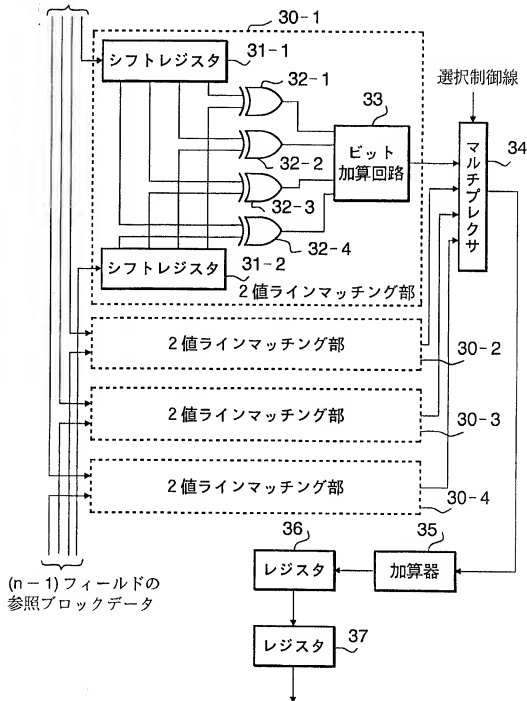 30-1
シフトレジスタ
31-1
32-1
選択制御線
33
34
ビット
加算回路
マルチプレクサ
32-2
32-3
32-4
シフトレジスタ
31-2
2値ラインマッチング部
2値ラインマッチング部
30-2
2値ラインマッチング部
30-3
2値ラインマッチング部
30-4
36
35
レジスタ
加算器
(n-1)フィールドの
参照ブロックデータ
レジスタ
37